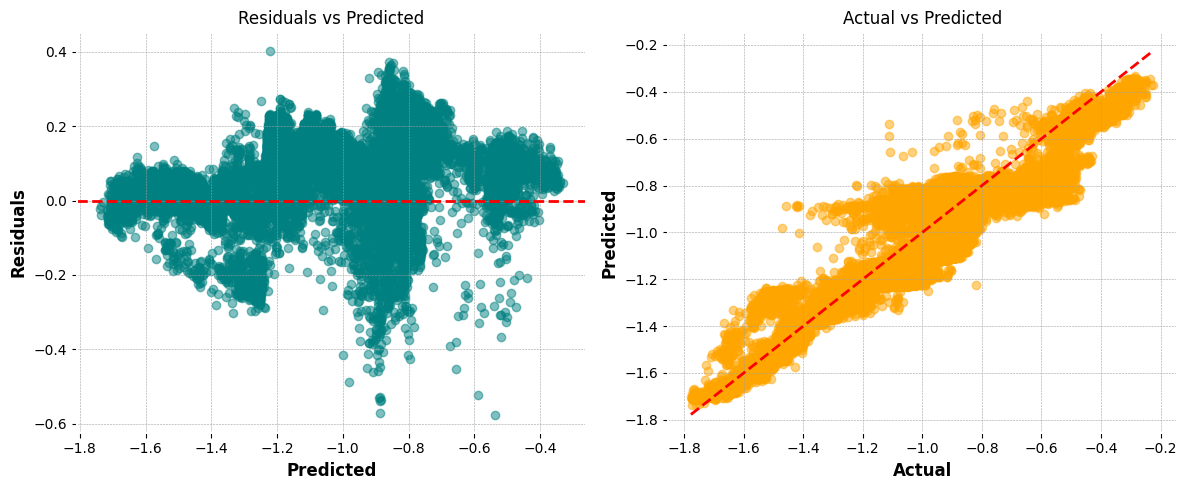 Residuals vs Predicted
Residuals
0.4
0.2
0.0
−0.2
−0.4
−0.6
−1.8 −1.6 −1.4 −1.2 −1.0 −0.8 −0.6 −0.4
Predicted
Actual vs Predicted
Predicted
−0.2
−0.4
−0.6
−0.8
−1.0
−1.2
−1.4
−1.6
−1.8
−1.8 −1.6 −1.4 −1.2 −1.0 −0.8 −0.6 −0.4 −0.2
Actual